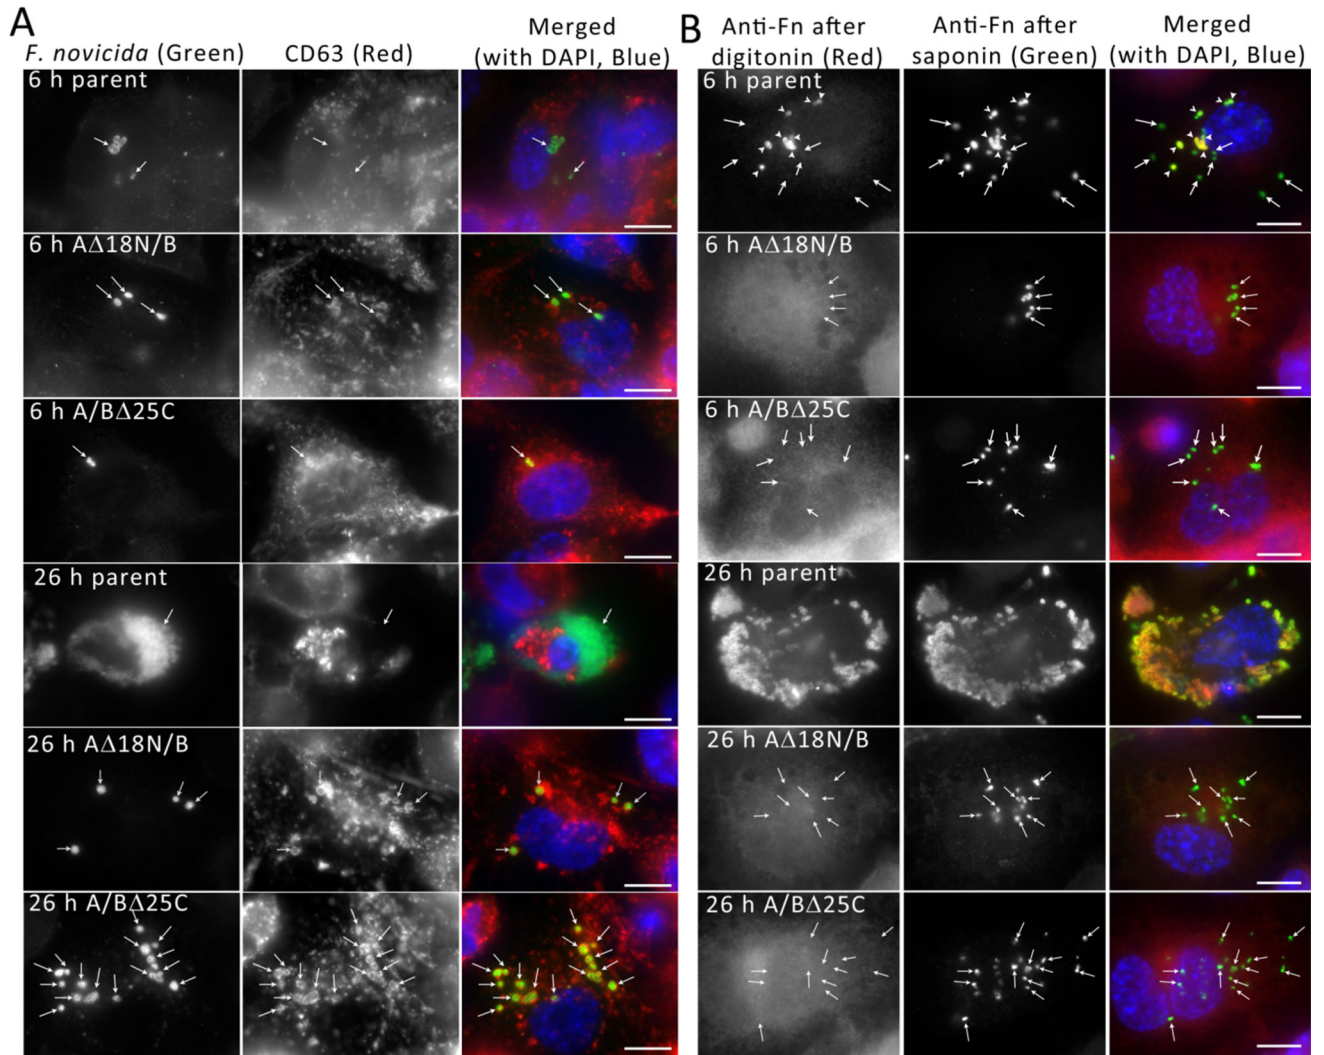 A
F. novicida (Green)
CD63 (Red)
Merged
(with DAPI, Blue)
6 h parent
6 h AΔ18N/B
6 h A/BΔ25C
26 h parent
26 h AΔ18N/B
26 h A/BΔ25C
B
Anti-Fn after
digitonin (Red)
Anti-Fn after
saponin (Green)
Merged
(with DAPI, Blue)
6 h parent
6 h AΔ18N/B
6 h A/BΔ25C
26 h parent
26 h AΔ18N/B
26 h A/BΔ25C